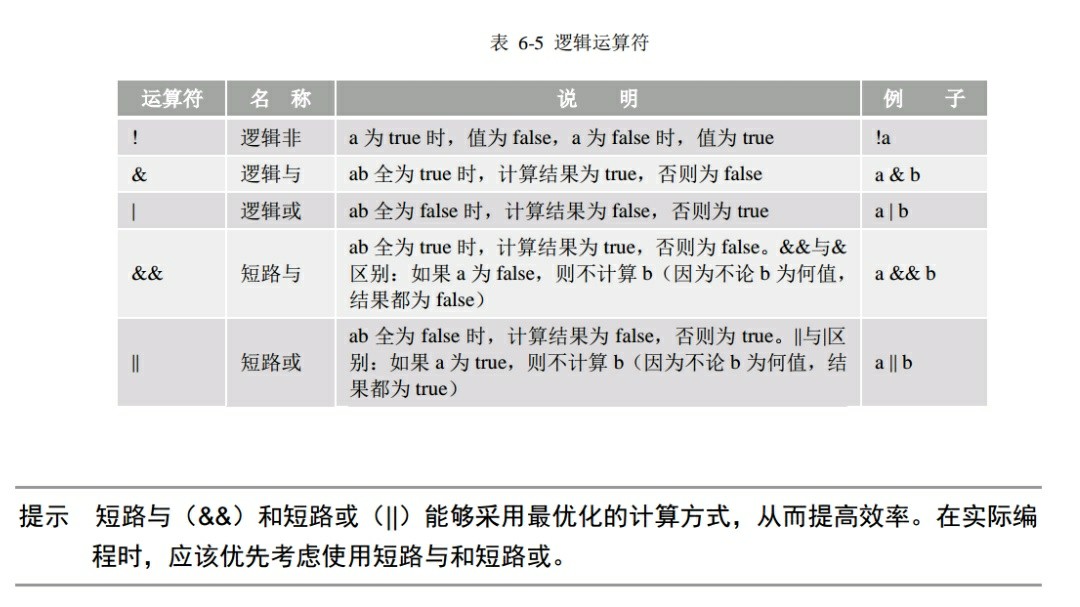 表 6-5 逻辑运算符
运算符 名 称 说 明 例 子
! 逻辑非 a 为 true 时，值为 false，a 为 false 时，值为 true !a
& 逻辑与 ab 全为 true 时，计算结果为 true，否则为 false a & b
| 逻辑或 ab 全为 false 时，计算结果为 false，否则为 true a | b
ab 全为 true 时，计算结果为 true，否则为 false。&&与&
&& 短路与 区别：如果 a 为 false，则不计算 b（因为不论 b 为何值， a && b
结果都为 false）
ab 全为 false 时，计算结果为 false，否则为 true。||与|区
|| 短路或 别：如果 a 为 true，则不计算 b（因为不论 b 为何值，结 a || b
果都为 true）
提示 短路与（&&）和短路或（||）能够采用最优化的计算方式，从而提高效率。在实际编
程时，应该优先考虑使用短路与和短路或。